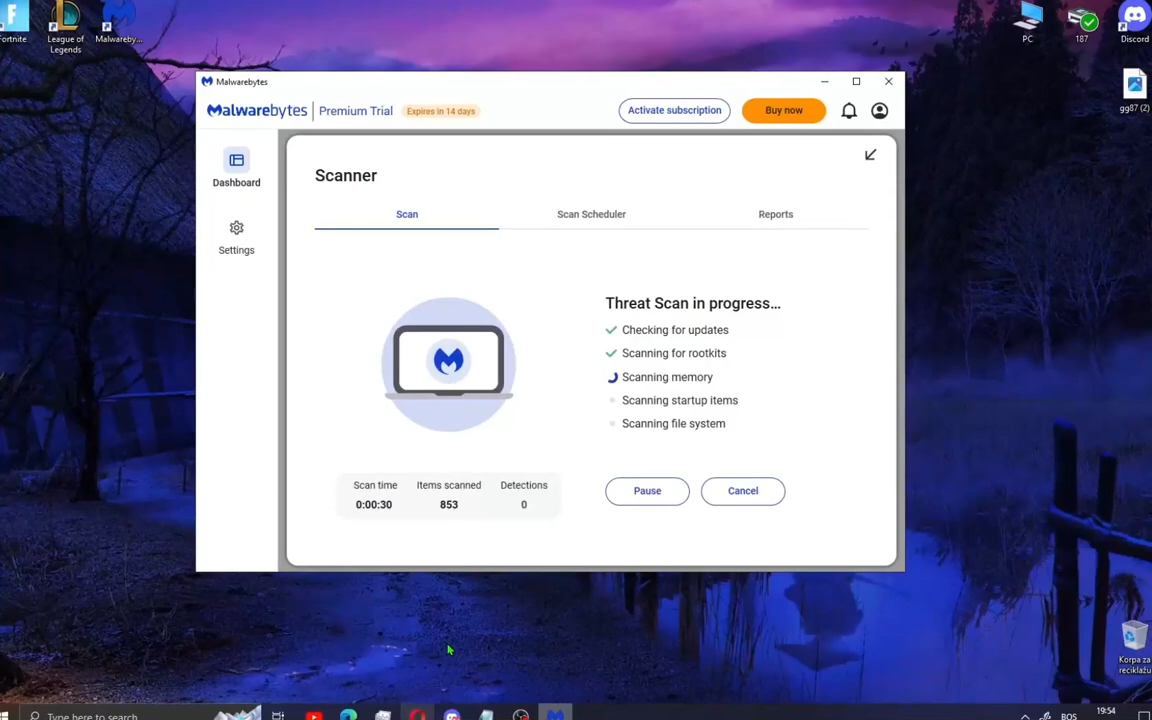 Fortnite
League of
Legends
Malwareby...
PC
187
Discord
gg87 (2)
Malwarebytes
Malwarebytes
Premium Trial
Expires in 14 days
Activate subscription
Buy now
Dashboard
Settings
Scanner
Scan
Scan Scheduler
Reports
Threat Scan in progress...
Checking for updates
Scanning for rootkits
Scanning memory
Scanning startup items
Scanning file system
Scan time
Items scanned
Detections
0:00:30
853
0
Pause
Cancel
Korpa za
reciklažu
Type here to search
BOS
19:54